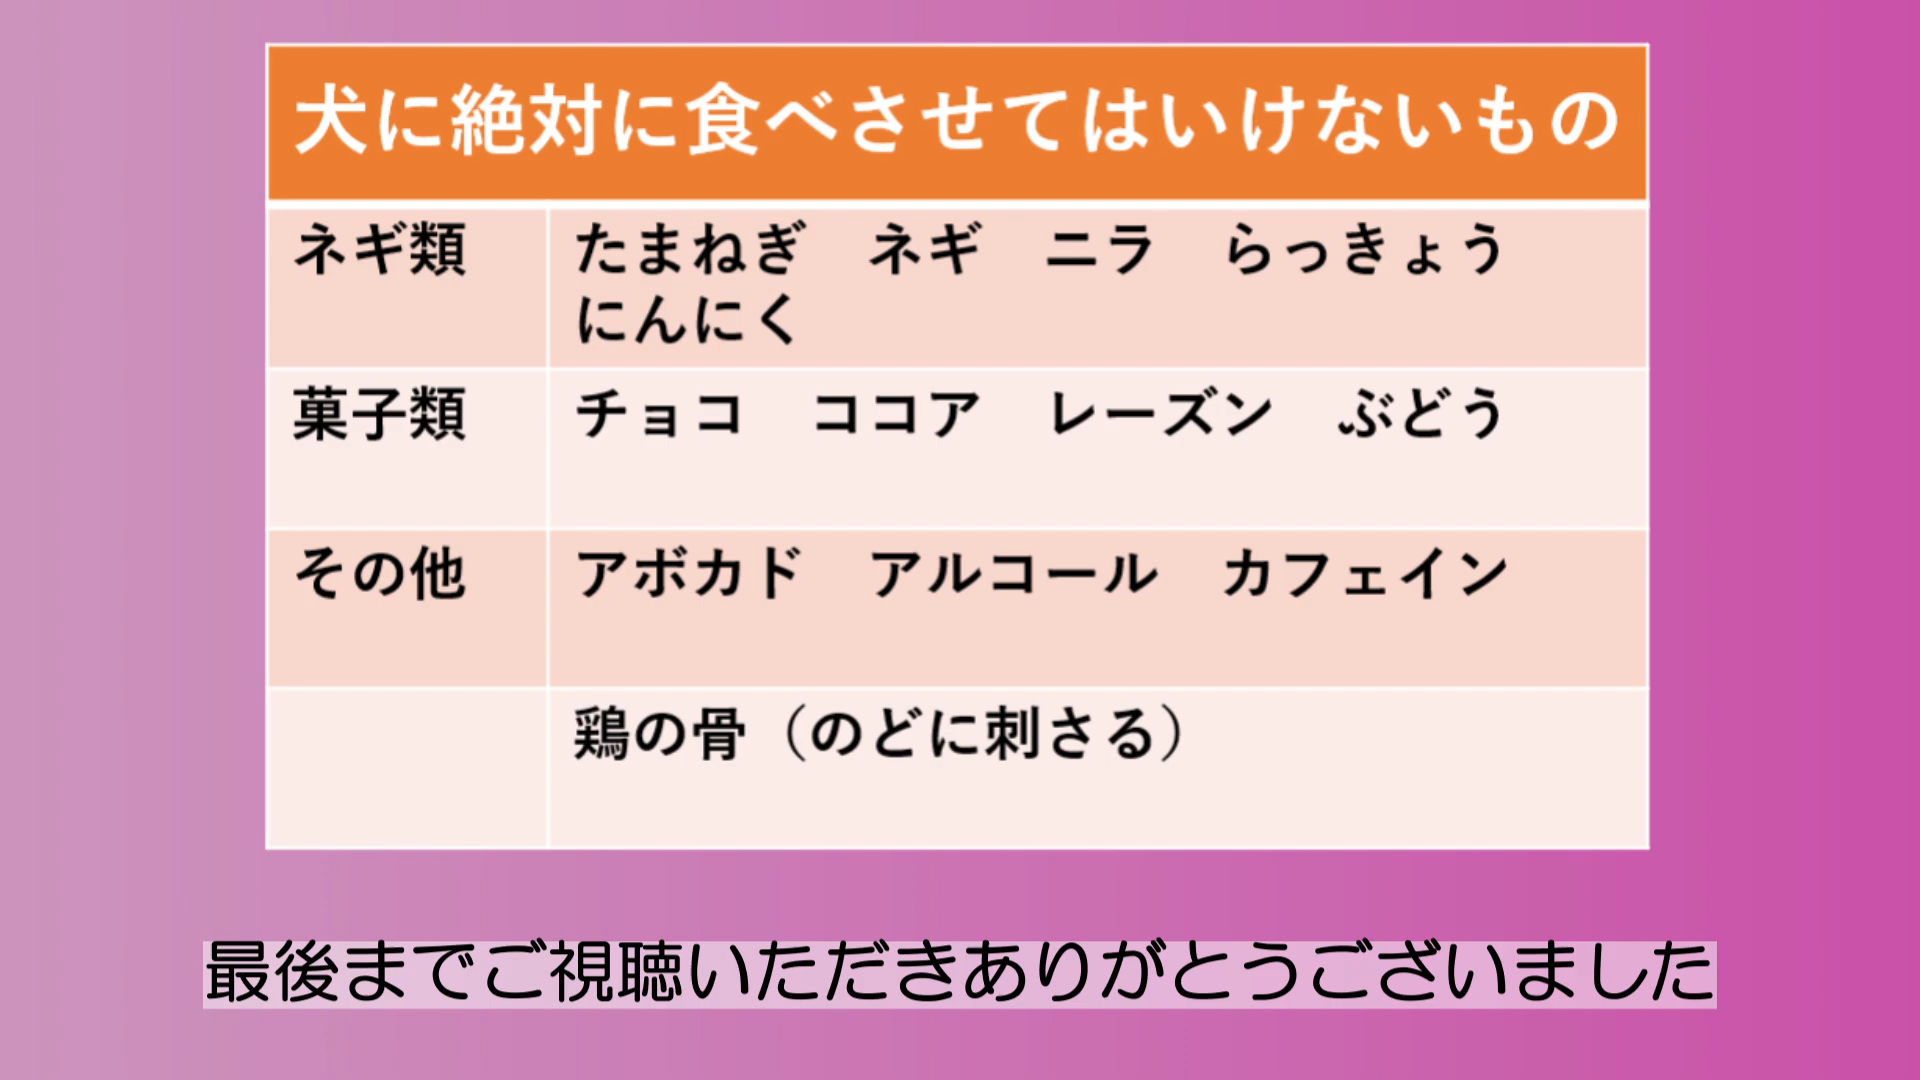 犬に絶対に食べさせてはいけないもの
ネギ類
たまねぎ　ネギ　ニラ　らっきょう
にんにく
菓子類
チョコ　ココア　レーズン　ぶどう
その他
アボカド　アルコール　カフェイン
鶏の骨（のどに刺さる）
最後までご視聴いただきありがとうございました